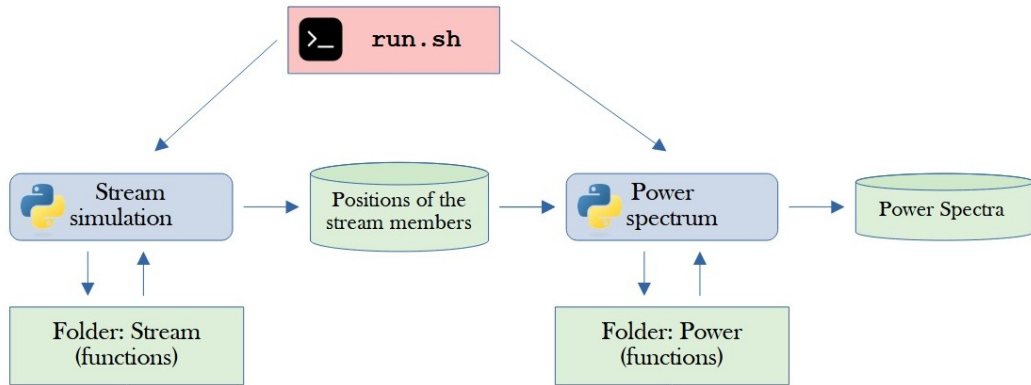 >_ run.sh
Stream
simulation
Positions of the
stream members
Power
spectrum
Power Spectra
Folder: Stream
(functions)
Folder: Power
(functions)